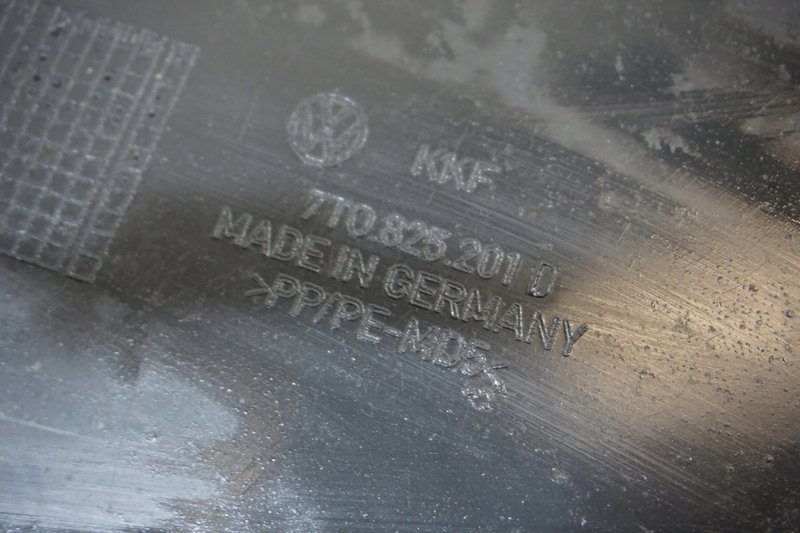 KKF
7T0.825.201 D
MADE IN GERMANY
>PP/PE-MD5<